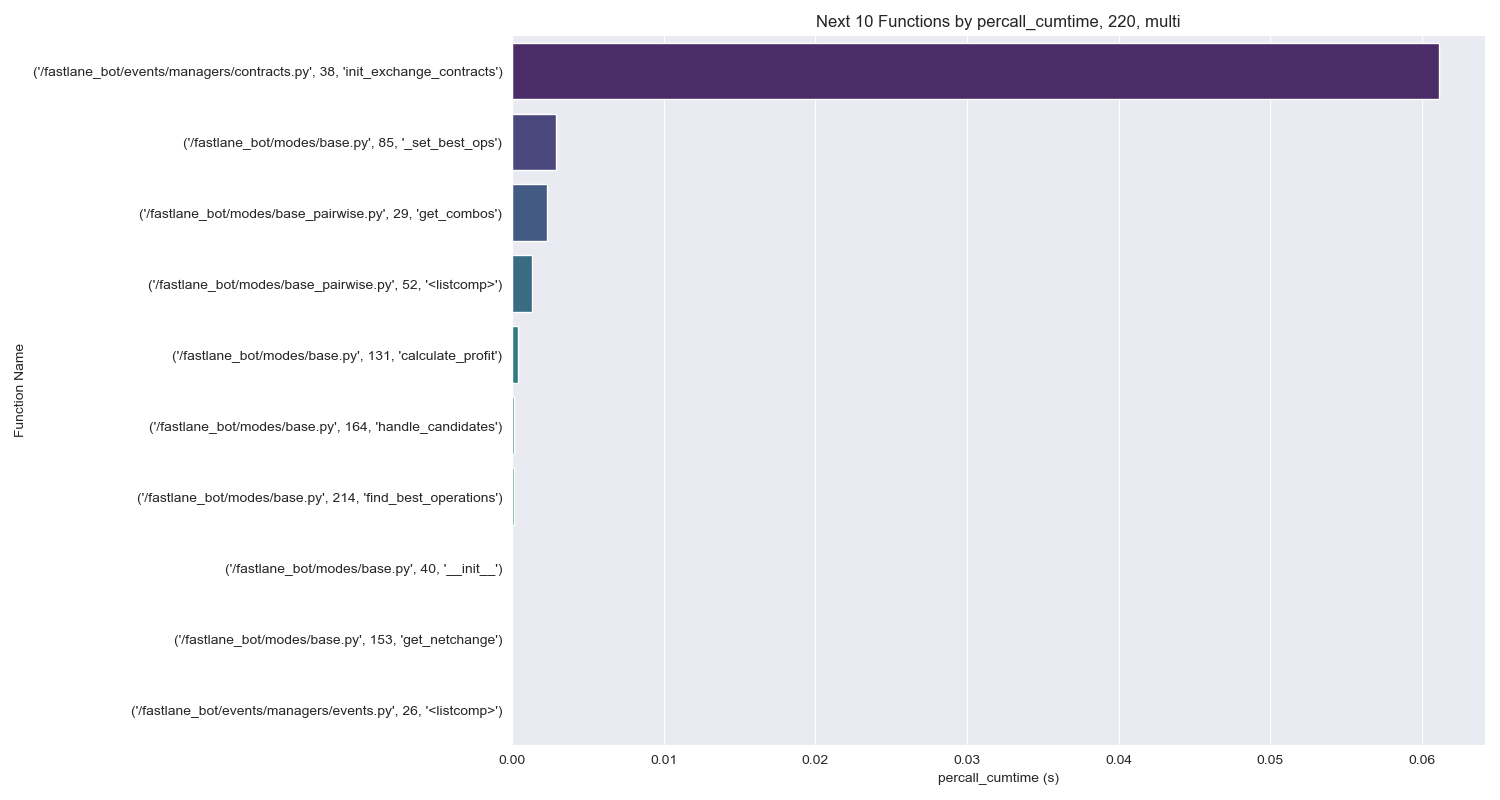 Next 10 Functions by percall_cumtime, 220, multi
('/fastlane_bot/events/managers/contracts.py', 38, 'init_exchange_contracts')
('/fastlane_bot/modes/base.py', 85, '_set_best_ops')
('/fastlane_bot/modes/base_pairwise.py', 29, 'get_combos')
('/fastlane_bot/modes/base_pairwise.py', 52, '<listcomp>')
('/fastlane_bot/modes/base.py', 131, 'calculate_profit')
('/fastlane_bot/modes/base.py', 164, 'handle_candidates')
('/fastlane_bot/modes/base.py', 214, 'find_best_operations')
('/fastlane_bot/modes/base.py', 40, '__init__')
('/fastlane_bot/modes/base.py', 153, 'get_netchange')
('/fastlane_bot/events/managers/events.py', 26, '<listcomp>')
Function Name
0.00 0.01 0.02 0.03 0.04 0.05 0.06
percall_cumtime (s)